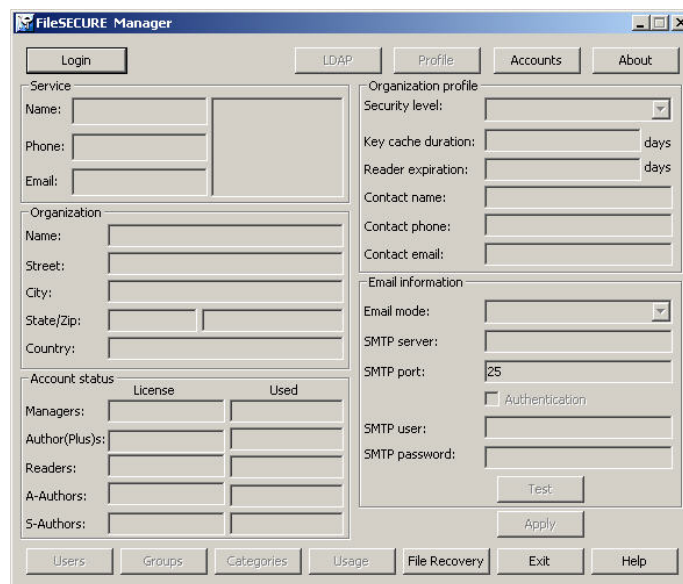 FileSECURE Manager
Login LDAP Profile Accounts About
Service
Name:
Phone:
Email:
Organization
Name:
Street:
City:
State/Zip:
Country:
Account status
License Used
Managers:
Author(Plus)s:
Readers:
A-Authors:
S-Authors:
Organization profile
Security level:
Key cache duration: days
Reader expiration: days
Contact name:
Contact phone:
Contact email:
Email information
Email mode:
SMTP server:
SMTP port: 25
Authentication
SMTP user:
SMTP password:
Test
Apply
Users Groups Categories Usage File Recovery Exit Help